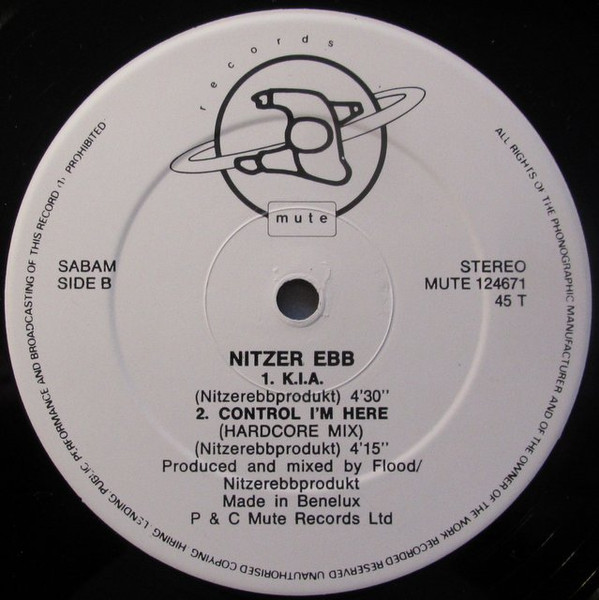 records
mute
SABAM
SIDE B
STEREO
MUTE 124671
45 T
NITZER EBB
1. K.I.A.
(Nitzerebbprodukt) 4'30''
2. CONTROL I'M HERE
(HARDCORE MIX)
(Nitzerebbprodukt) 4'15''
Produced and mixed by Flood/
Nitzerebbprodukt
Made in Benelux
P & C Mute Records Ltd
ALL RIGHTS OF THE PHONOGRAPHIC MANUFACTURER AND OF THE OWNER OF THE WORK RECORDED RESERVED UNAUTHORISED COPYING HIRING LENDING PUBLIC PERFORMANCE AND BROADCASTING OF THIS RECORD (1) PROHIBITED